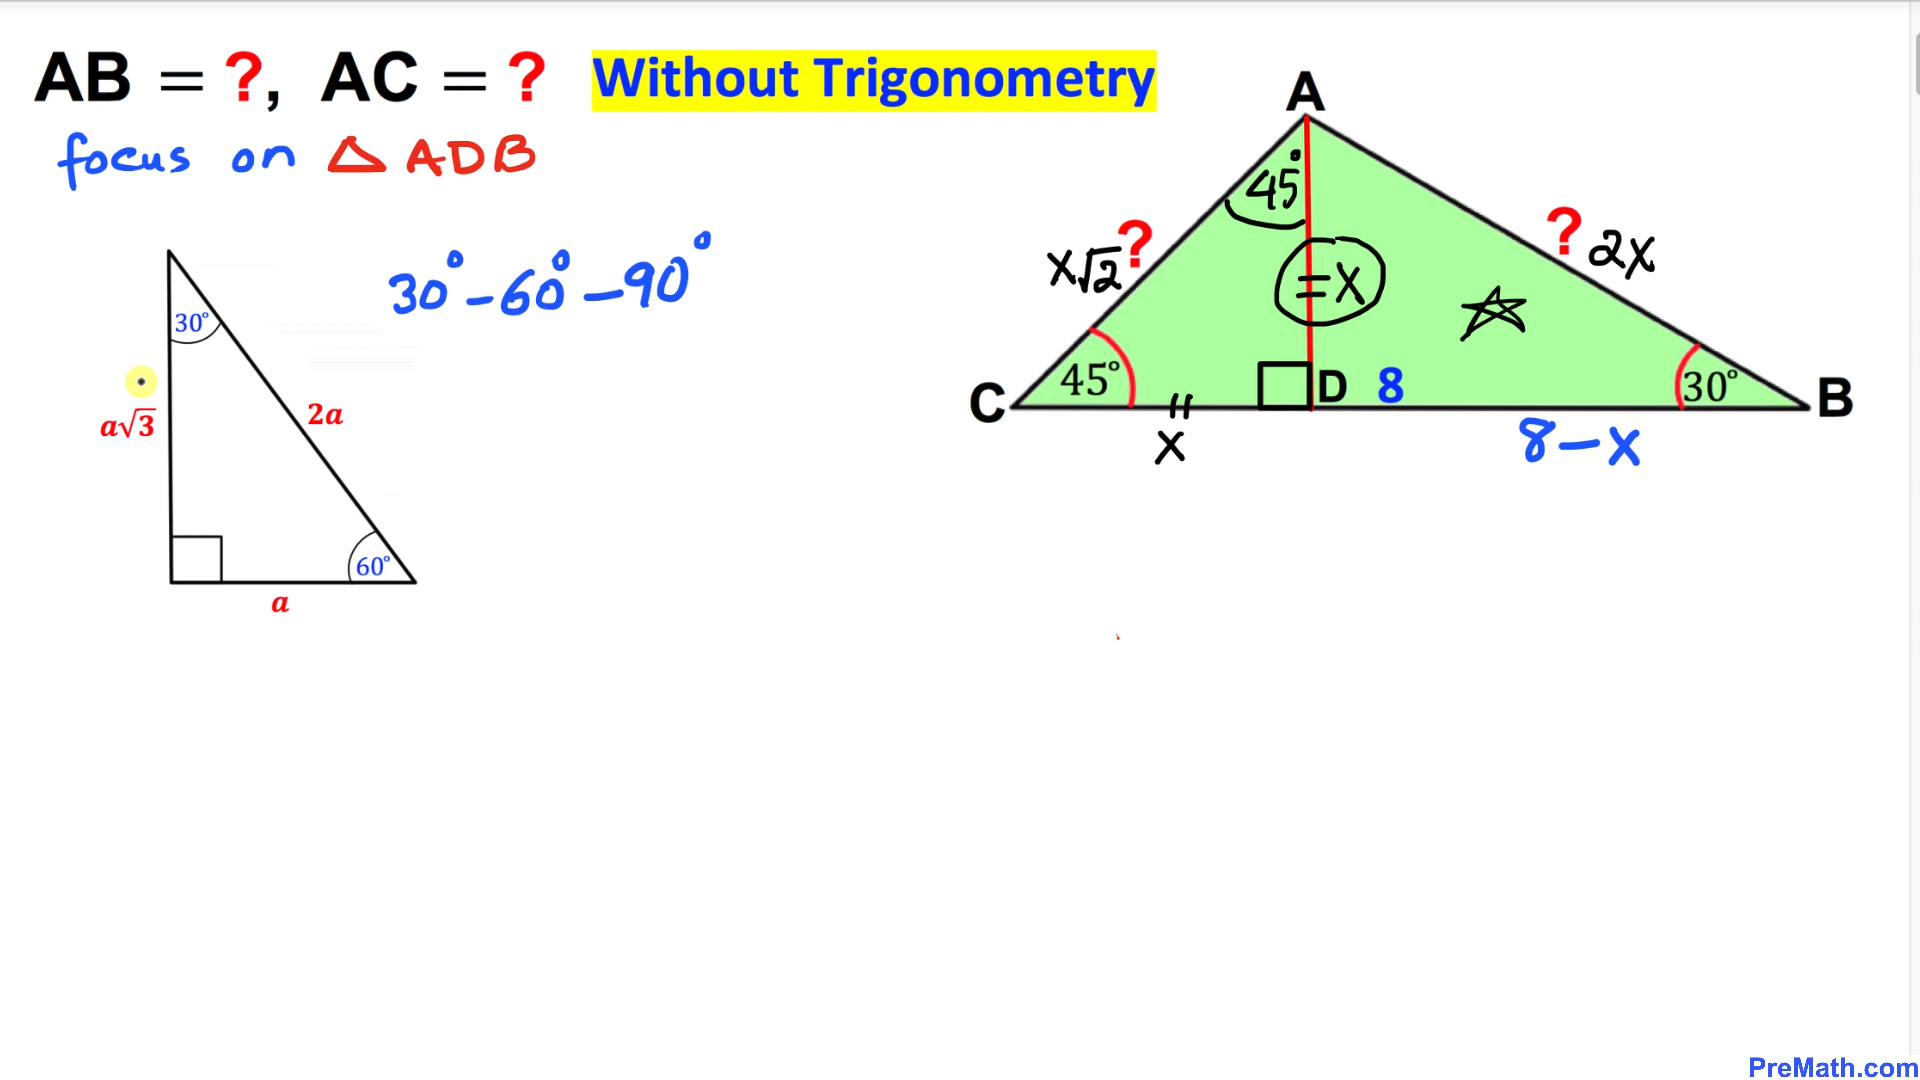 AB = ?, AC = ? Without Trigonometry
focus on △ ADB
30° – 60° – 90°
30°
a√3
2a
60°
a
A
45°
x√2 ?
= x
? 2x
C
45°
D 8
30°
B
x
8 – x
PreMath.com